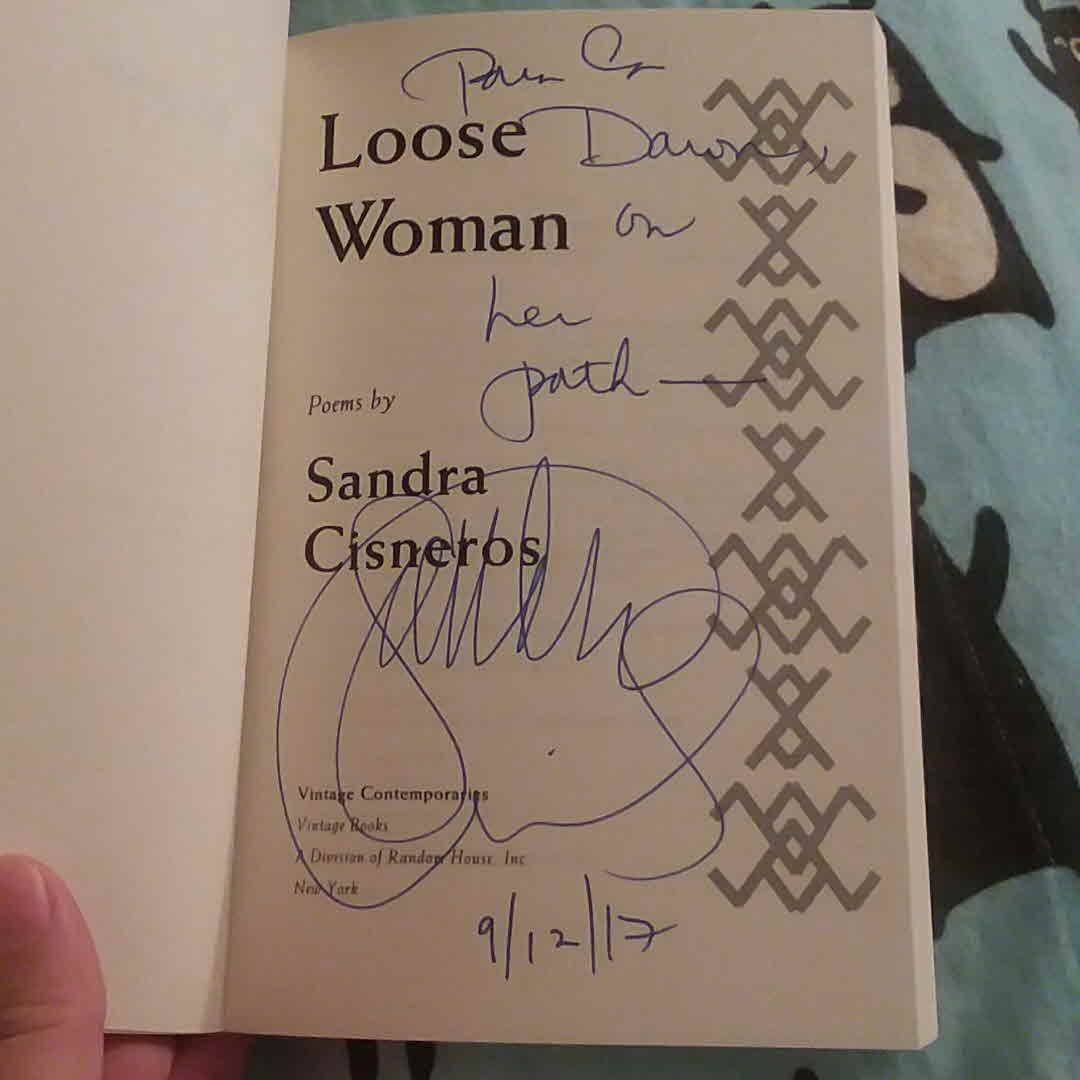 Para
Loose Dawn,
Woman on
her
path —
Poems by
Sandra
Cisneros
Vintage Contemporaries
Vintage Books
A Division of Random House, Inc
New York
9/12/17